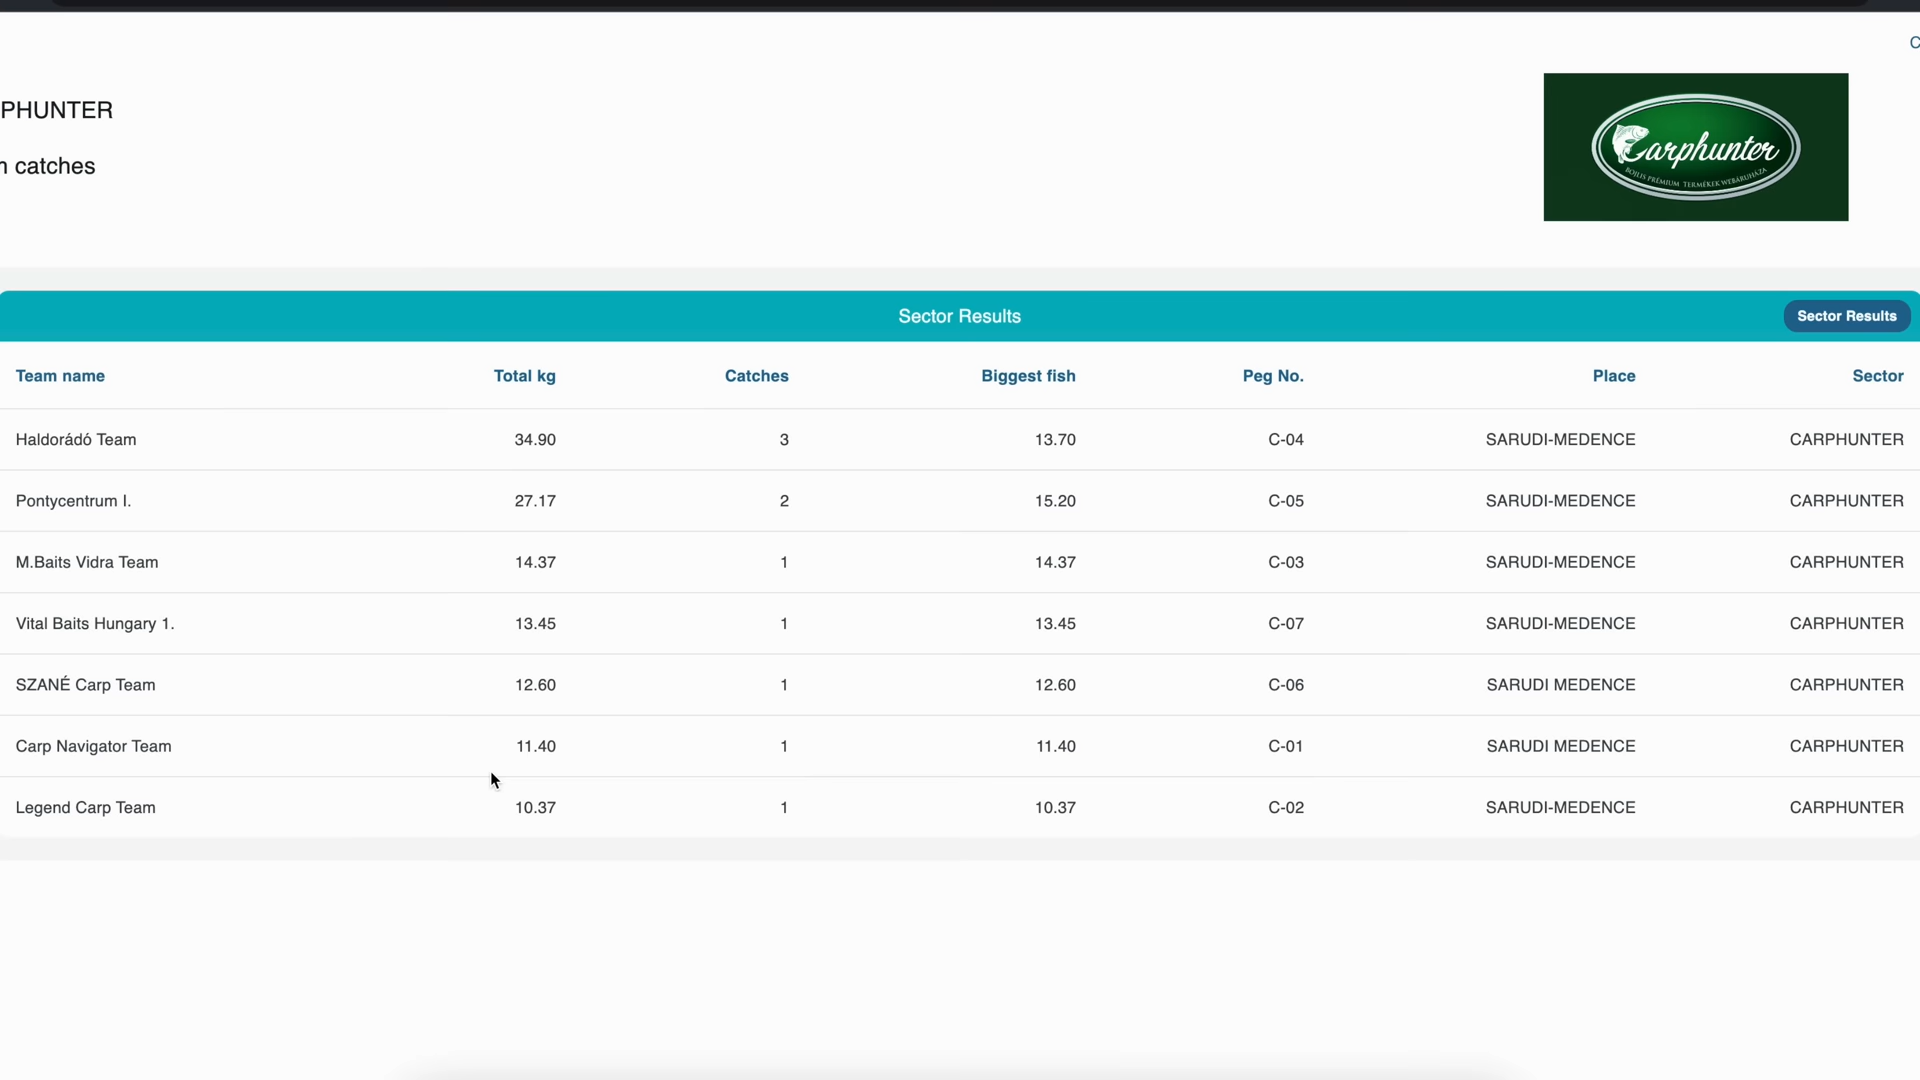 C
PHUNTER
n catches
Carphunter
BOJLIS PRÉMIUM TERMÉKEK WEBÁRUHÁZA
Sector Results Sector Results
Team name Total kg Catches Biggest fish Peg No. Place Sector
Haldorádó Team 34.90 3 13.70 C-04 SARUDI-MEDENCE CARPHUNTER
Pontycentrum I. 27.17 2 15.20 C-05 SARUDI-MEDENCE CARPHUNTER
M.Baits Vidra Team 14.37 1 14.37 C-03 SARUDI-MEDENCE CARPHUNTER
Vital Baits Hungary 1. 13.45 1 13.45 C-07 SARUDI-MEDENCE CARPHUNTER
SZANÉ Carp Team 12.60 1 12.60 C-06 SARUDI MEDENCE CARPHUNTER
Carp Navigator Team 11.40 1 11.40 C-01 SARUDI MEDENCE CARPHUNTER
Legend Carp Team 10.37 1 10.37 C-02 SARUDI-MEDENCE CARPHUNTER